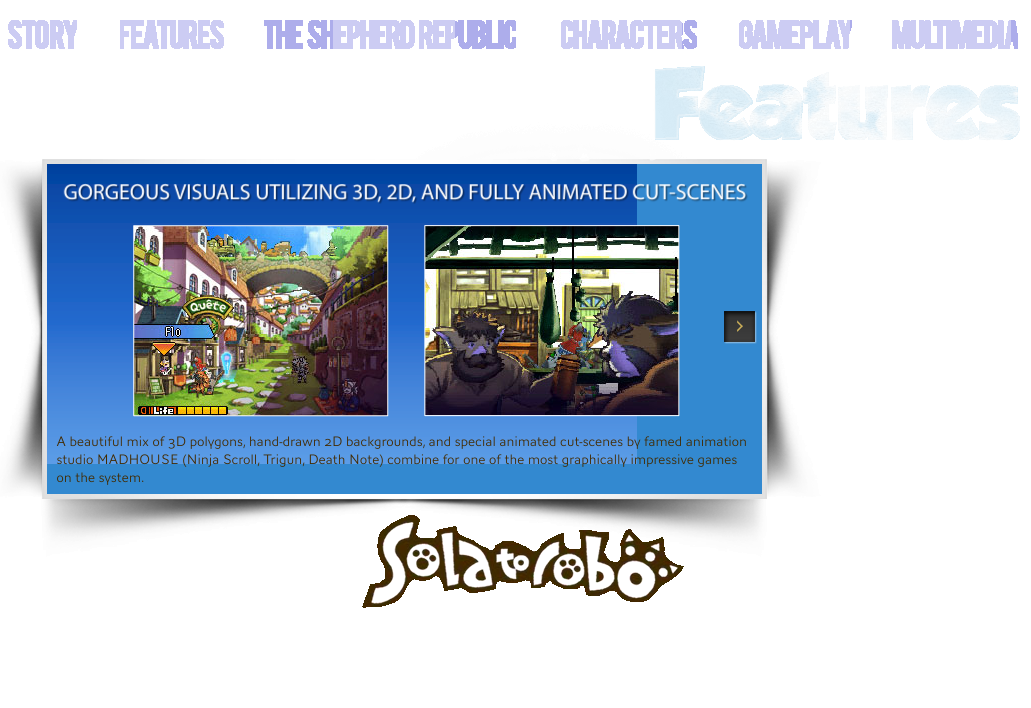 STORY FEATURES THE SHEPHERD REPUBLIC CHARACTERS GAMEPLAY MULTIMEDIA
Features
GORGEOUS VISUALS UTILIZING 3D, 2D, AND FULLY ANIMATED CUT-SCENES
Quête
Flo
Life
A beautiful mix of 3D polygons, hand-drawn 2D backgrounds, and special animated cut-scenes by famed animation
studio MADHOUSE (Ninja Scroll, Trigun, Death Note) combine for one of the most graphically impressive games
on the system.
Solatorobo